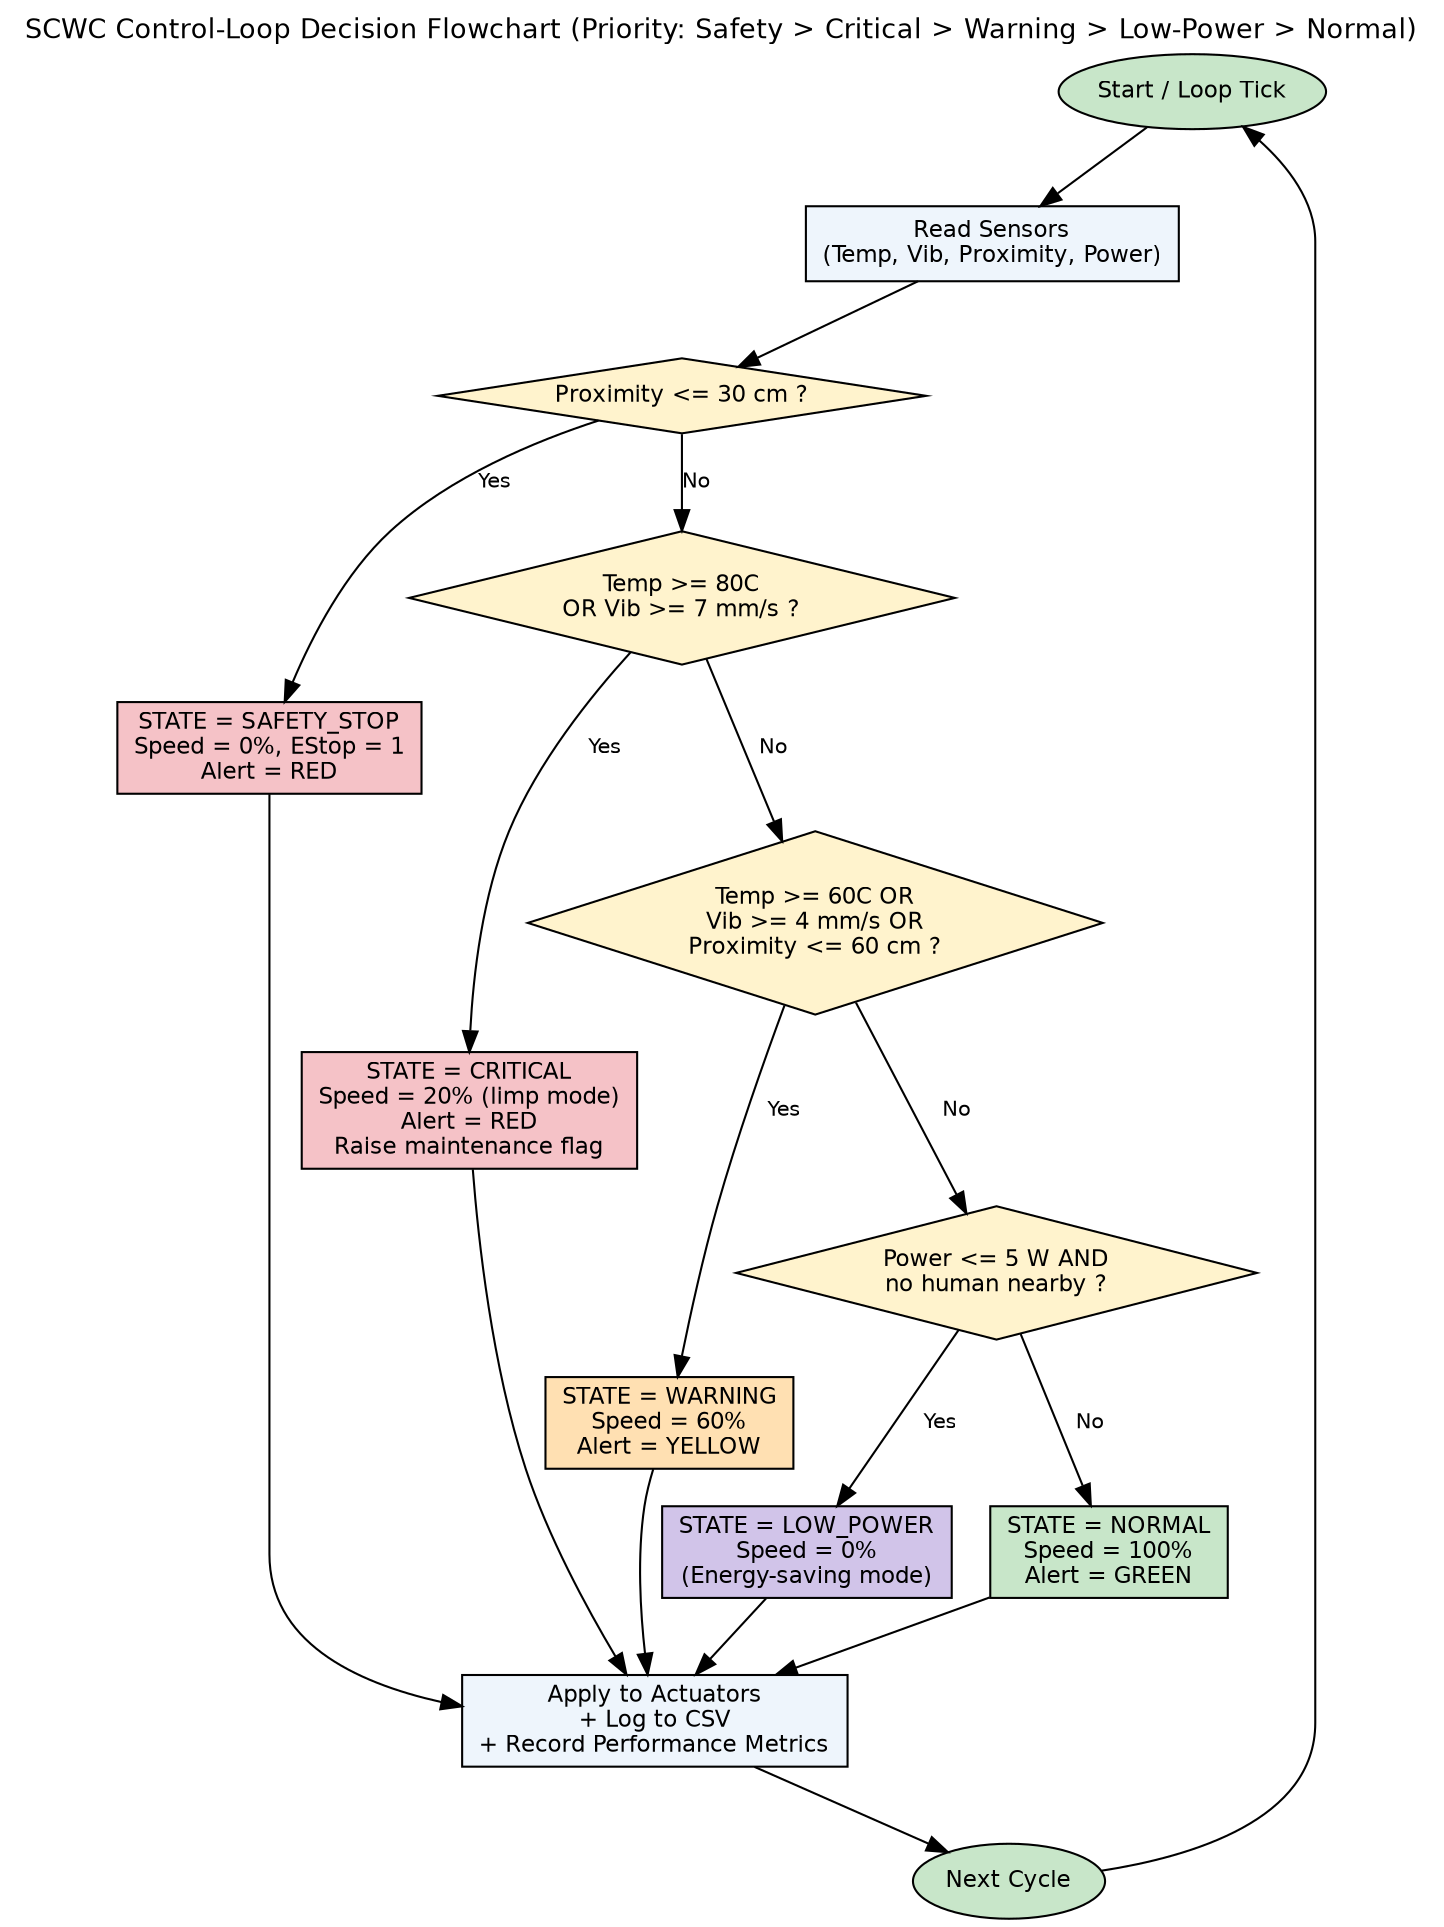 SCWC Control-Loop Decision Flowchart (Priority: Safety > Critical > Warning > Low-Power > Normal)
Start / Loop Tick
Read Sensors
(Temp, Vib, Proximity, Power)
Proximity <= 30 cm ?
Yes
No
Temp >= 80C
OR Vib >= 7 mm/s ?
STATE = SAFETY_STOP
Speed = 0%, EStop = 1
Alert = RED
Yes
No
Temp >= 60C OR
Vib >= 4 mm/s OR
Proximity <= 60 cm ?
STATE = CRITICAL
Speed = 20% (limp mode)
Alert = RED
Raise maintenance flag
Yes
No
Power <= 5 W AND
no human nearby ?
STATE = WARNING
Speed = 60%
Alert = YELLOW
Yes
No
STATE = LOW_POWER
Speed = 0%
(Energy-saving mode)
STATE = NORMAL
Speed = 100%
Alert = GREEN
Apply to Actuators
+ Log to CSV
+ Record Performance Metrics
Next Cycle